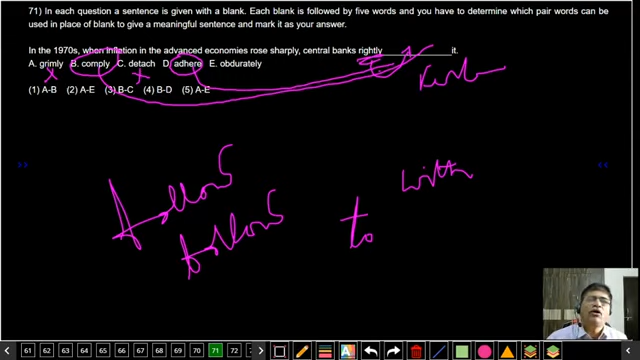 71) In each question a sentence is given with a blank. Each blank is followed by five words and you have to determine which pair words can be
used in place of blank to give a meaningful sentence and mark it as your answer.
In the 1970s, when inflation in the advanced economies rose sharply, central banks rightly ____________ it.
A. grimly B. comply C. detach D. adhere E. obdurately
(1) A-B (2) A-E (3) B-C (4) B-D (5) A-E
with
follows
follows to
61 62 63 64 65 66 67 68 69 70 71 72 7